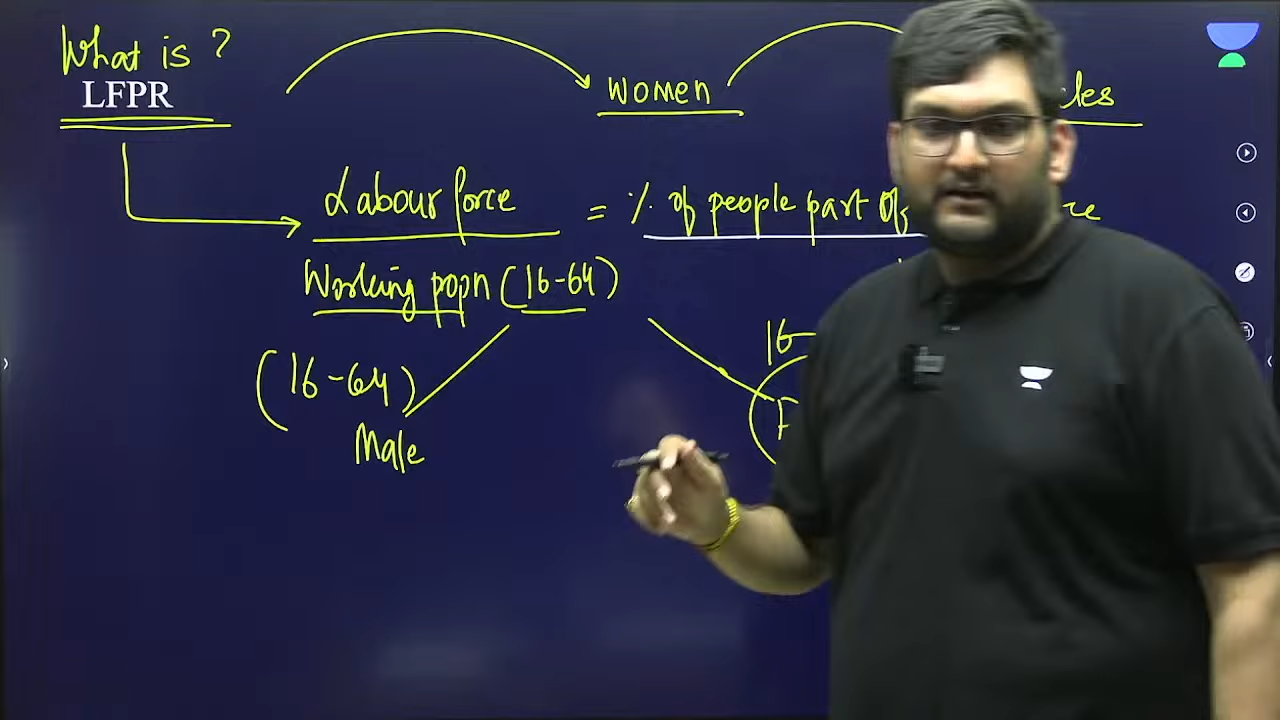 What is ?
LFPR
Women
Labour force = % of people part of
Working popn (16-64)
(16-64)
Male
16-